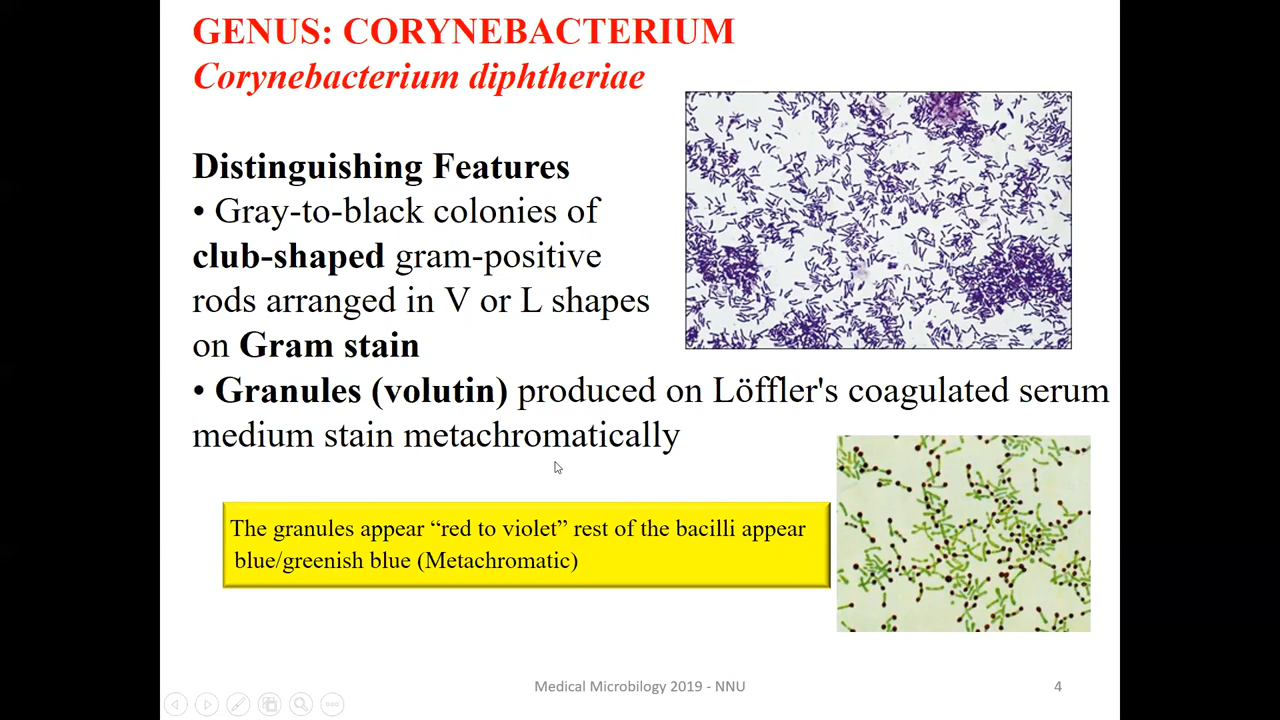 GENUS: CORYNEBACTERIUM
Corynebacterium diphtheriae
Distinguishing Features
• Gray-to-black colonies of
club-shaped gram-positive
rods arranged in V or L shapes
on Gram stain
• Granules (volutin) produced on Löffler's coagulated serum
medium stain metachromatically
The granules appear “red to violet” rest of the bacilli appear
blue/greenish blue (Metachromatic)
Medical Microbilogy 2019 - NNU
4